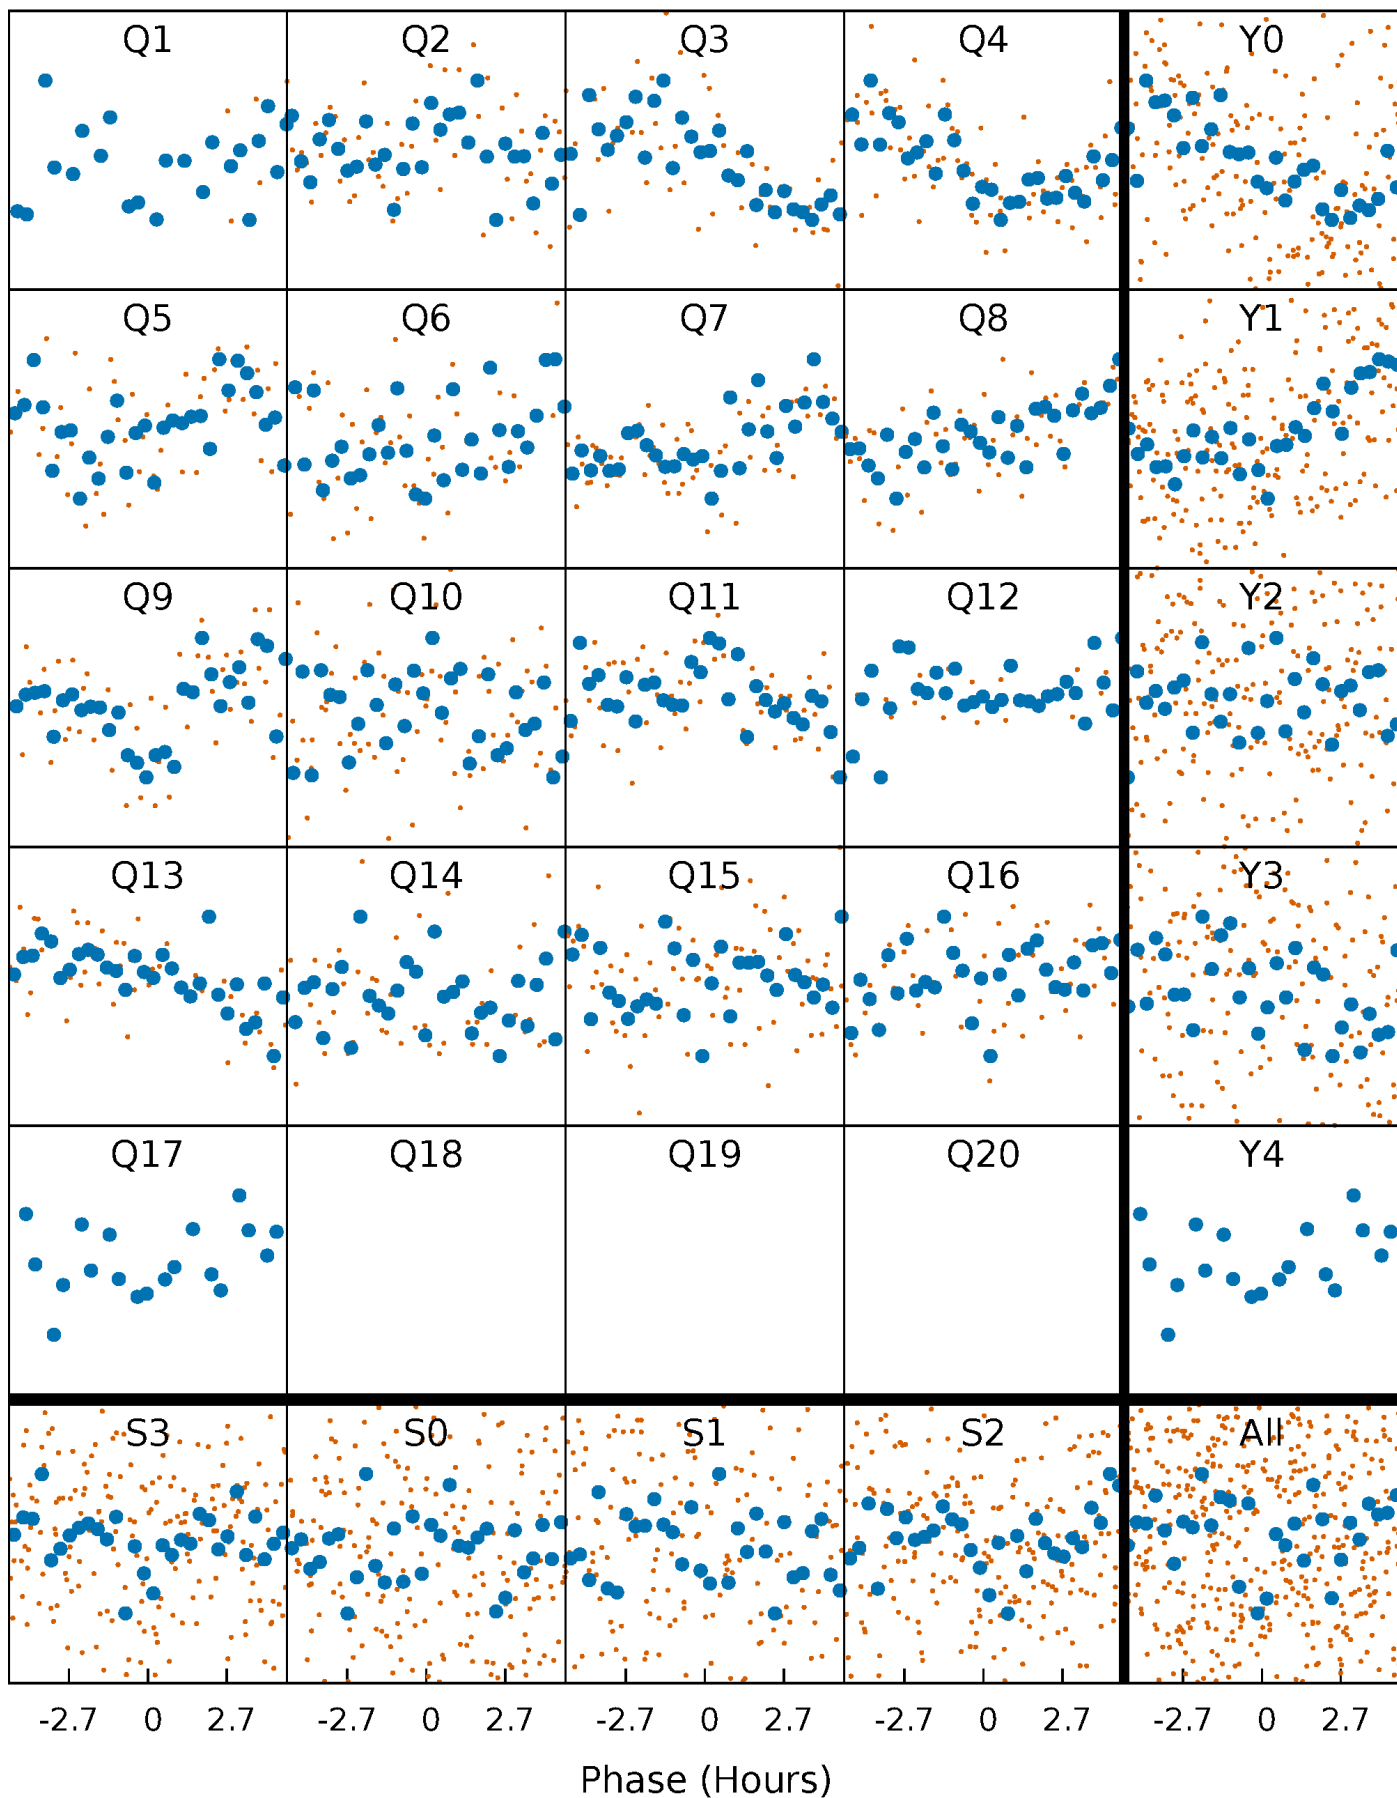 Q1 Q2 Q3 Q4 Y0
Q5 Q6 Q7 Q8 Y1
Q9 Q10 Q11 Q12 Y2
Q13 Q14 Q15 Q16 Y3
Q17 Q18 Q19 Q20 Y4
S3 S0 S1 S2 All
-2.7 0 2.7 -2.7 0 2.7 -2.7 0 2.7 -2.7 0 2.7 -2.7 0 2.7
Phase (Hours)